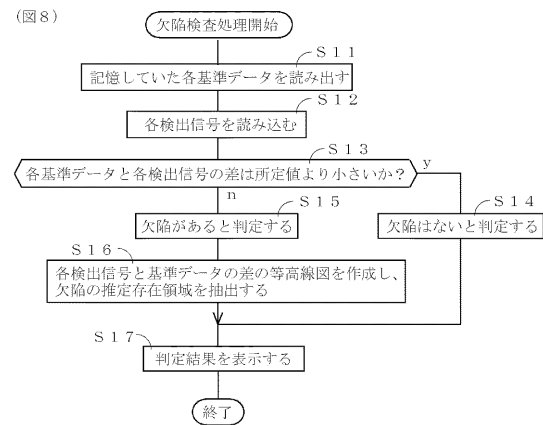 (図8)
欠陥検査処理開始
S11
記憶していた各基準データを読み出す
S12
各検出信号を読み込む
S13
各基準データと各検出信号の差は所定値より小さいか?
y
n
S15
S14
欠陥があると判定する
欠陥はないと判定する
S16
各検出信号と基準データの差の等高線図を作成し、
欠陥の推定存在領域を抽出する
S17
判定結果を表示する
終了